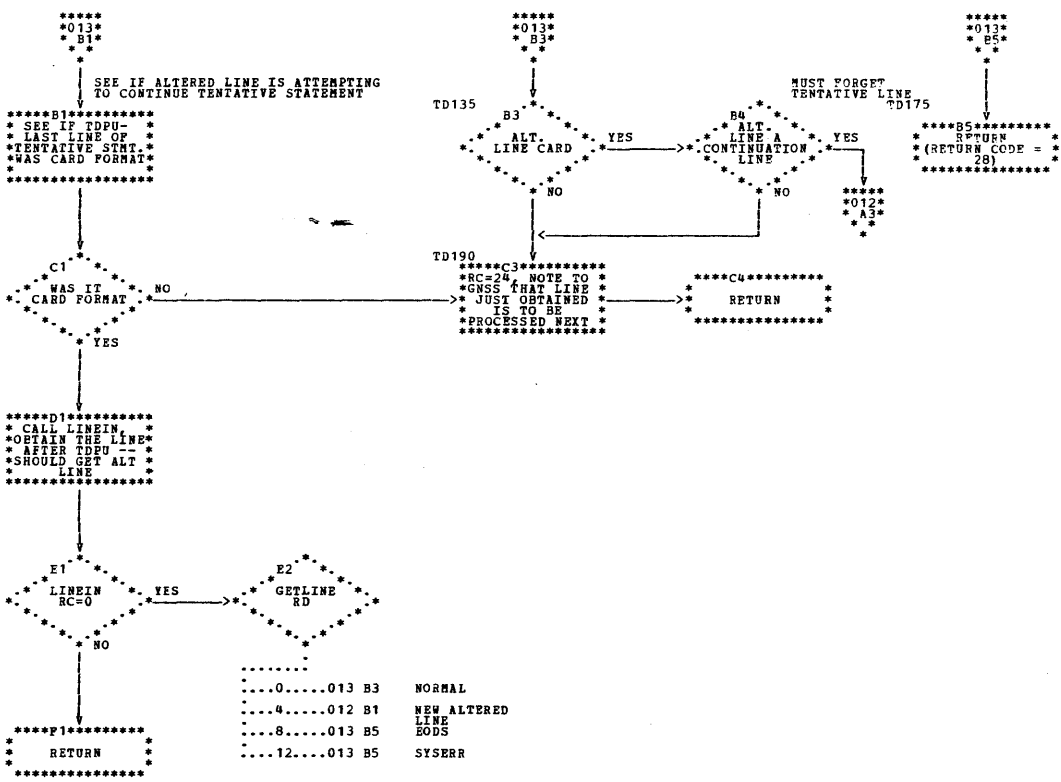 *013*
B1*
*013*
B3*
*013*
B5*
SEE IF ALTERED LINE IS ATTEMPTING
TO CONTINUE TENTATIVE STATEMENT
*****B1**********
* SEE IF TDPU- *
* LAST LINE OF *
*TENTATIVE STMT.*
*WAS CARD FORMAT*
TD135
B3
ALT.
LINE CARD
YES
NO
MUST FORGET
TENTATIVE LINE
TD175
B4
ALT.
LINE A
CONTINUATION
LINE
YES
NO
****B5*********
RETURN
(RETURN CODE =
28)
*012*
A3*
C1
WAS IT
CARD FORMAT
NO
YES
TD190
*****C3**********
*RC=24, NOTE TO *
*GNSS THAT LINE *
* JUST OBTAINED *
* IS TO BE *
*PROCESSED NEXT *
****C4*********
RETURN
*****D1**********
* CALL LINEIN, *
*OBTAIN THE LINE*
* AFTER TDPU -- *
*SHOULD GET ALT *
* LINE *
E1
LINEIN
RC=0
YES
NO
E2
GETLINE
RD
....0.....013 B3 NORMAL
....4.....012 B1 NEW ALTERED
LINE
....8.....013 B5 EODS
....12....013 B5 SYSERR
****F1*********
RETURN